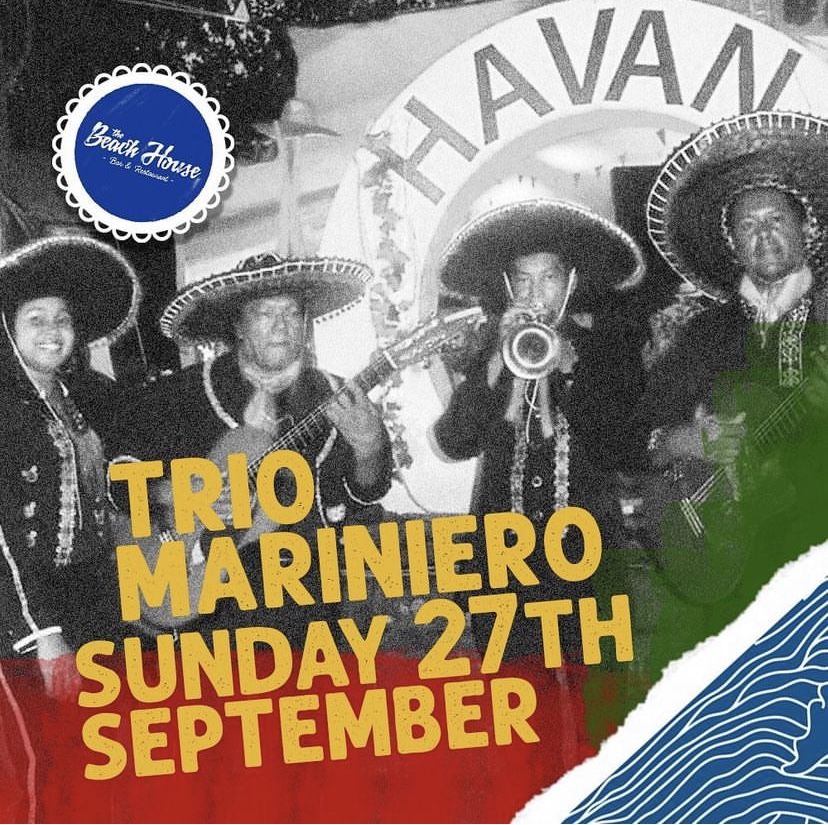 HAVAN
the
Beach House
- Bar & Restaurant -
TRIO
MARINIERO
SUNDAY 27TH
SEPTEMBER